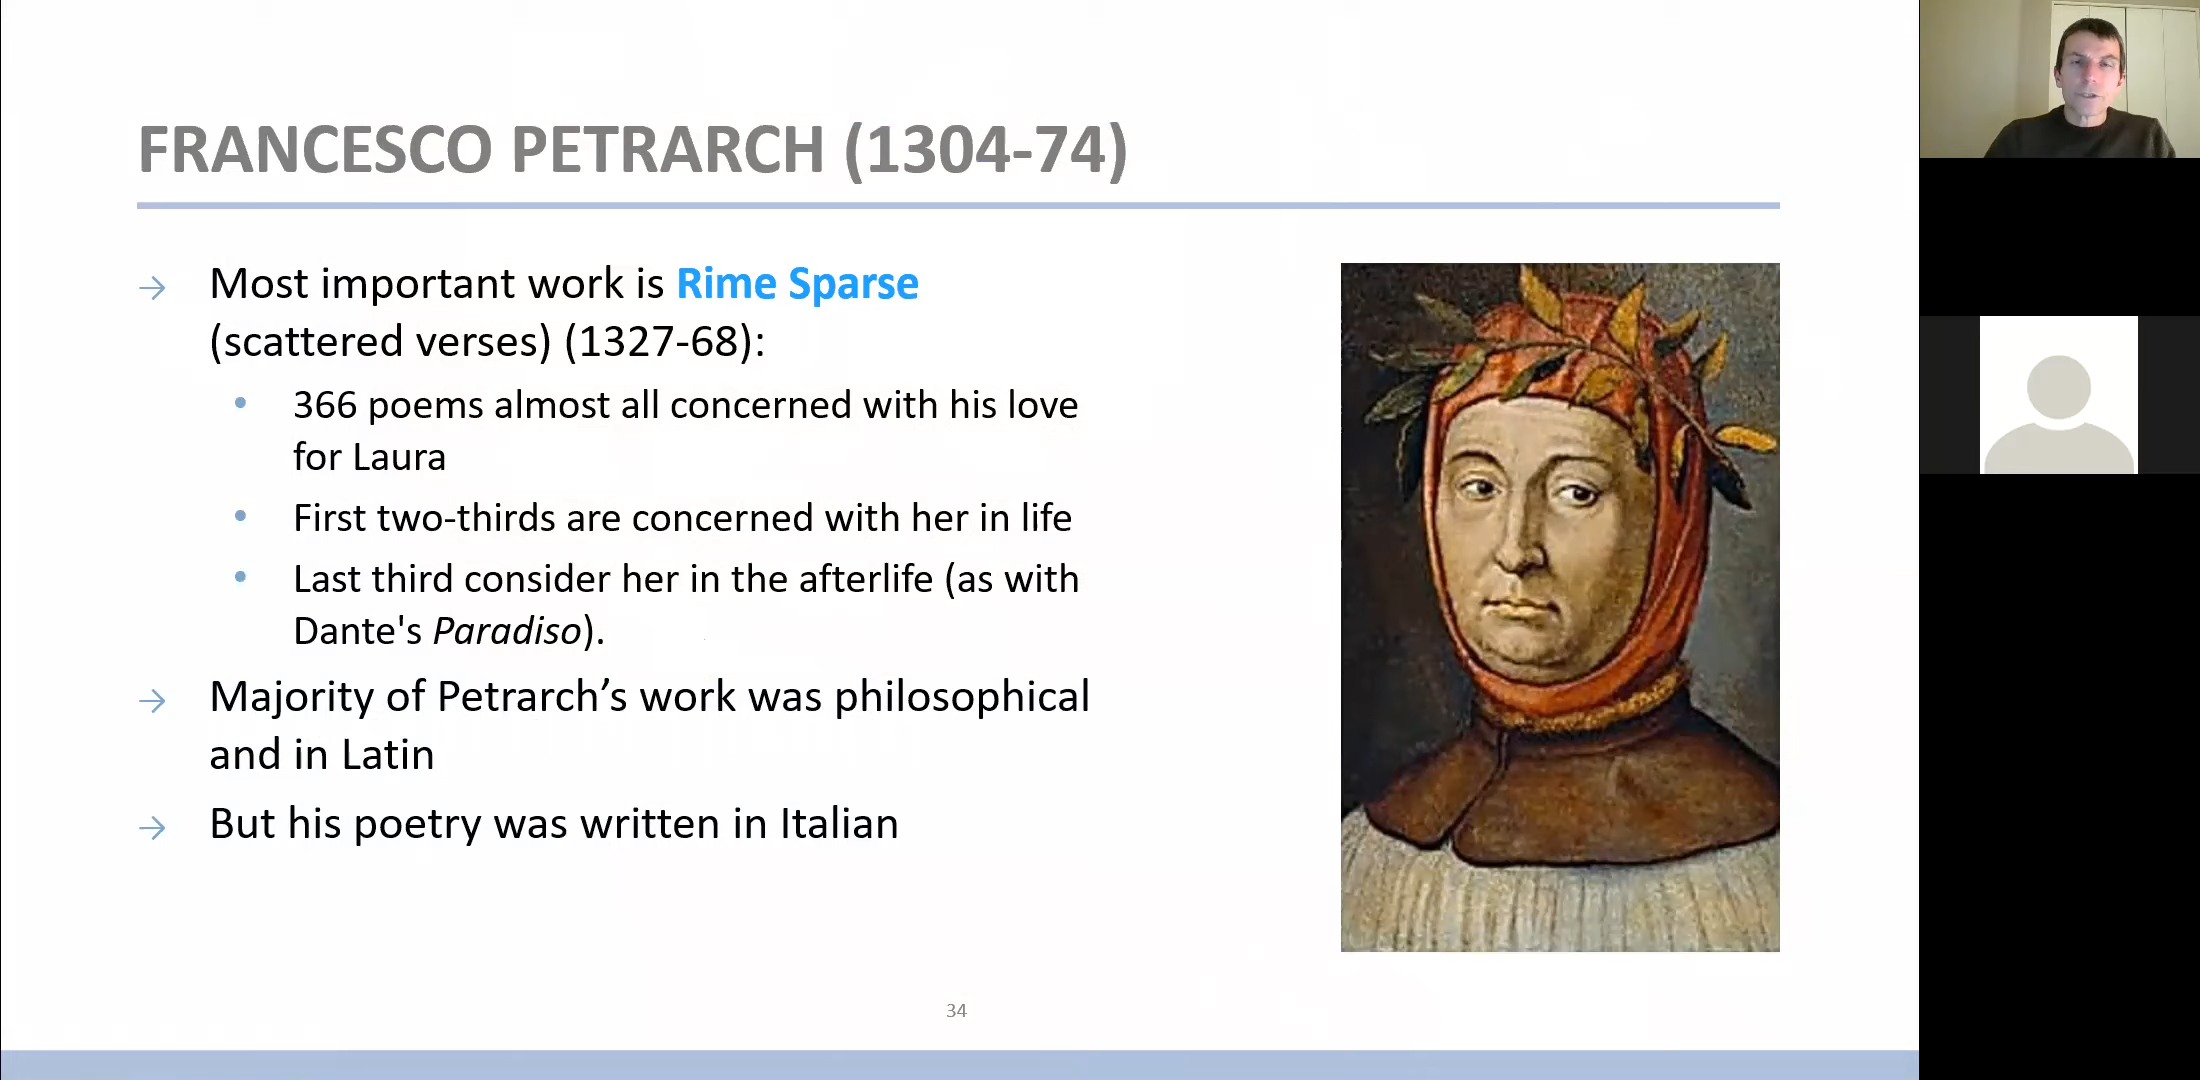 FRANCESCO PETRARCH (1304-74)
→ Most important work is Rime Sparse
(scattered verses) (1327-68):
• 366 poems almost all concerned with his love
for Laura
• First two-thirds are concerned with her in life
• Last third consider her in the afterlife (as with
Dante's Paradiso).
→ Majority of Petrarch’s work was philosophical
and in Latin
→ But his poetry was written in Italian
34